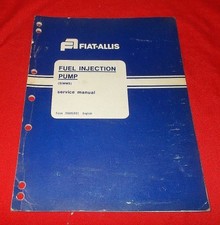 FIAT-ALLIS
FUEL INJECTION
PUMP
service manual